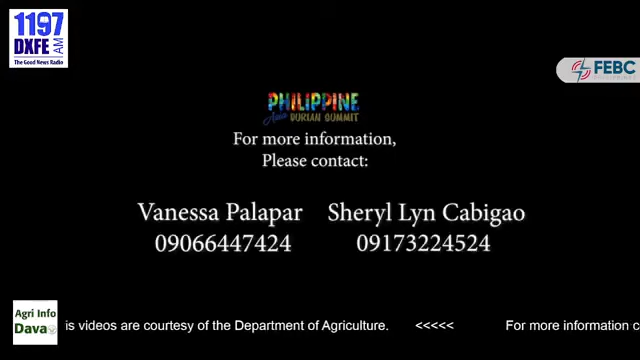 1197
DXFE AM
The Good News Radio
FEBC
PHILIPPINES
PHILIPPINE
Asia DURIAN SUMMIT
For more information,
Please contact:
Vanessa Palapar
09066447424
Sheryl Lyn Cabigao
09173224524
Agri Info
Davao
is videos are courtesy of the Department of Agriculture. <<<<< For more information c